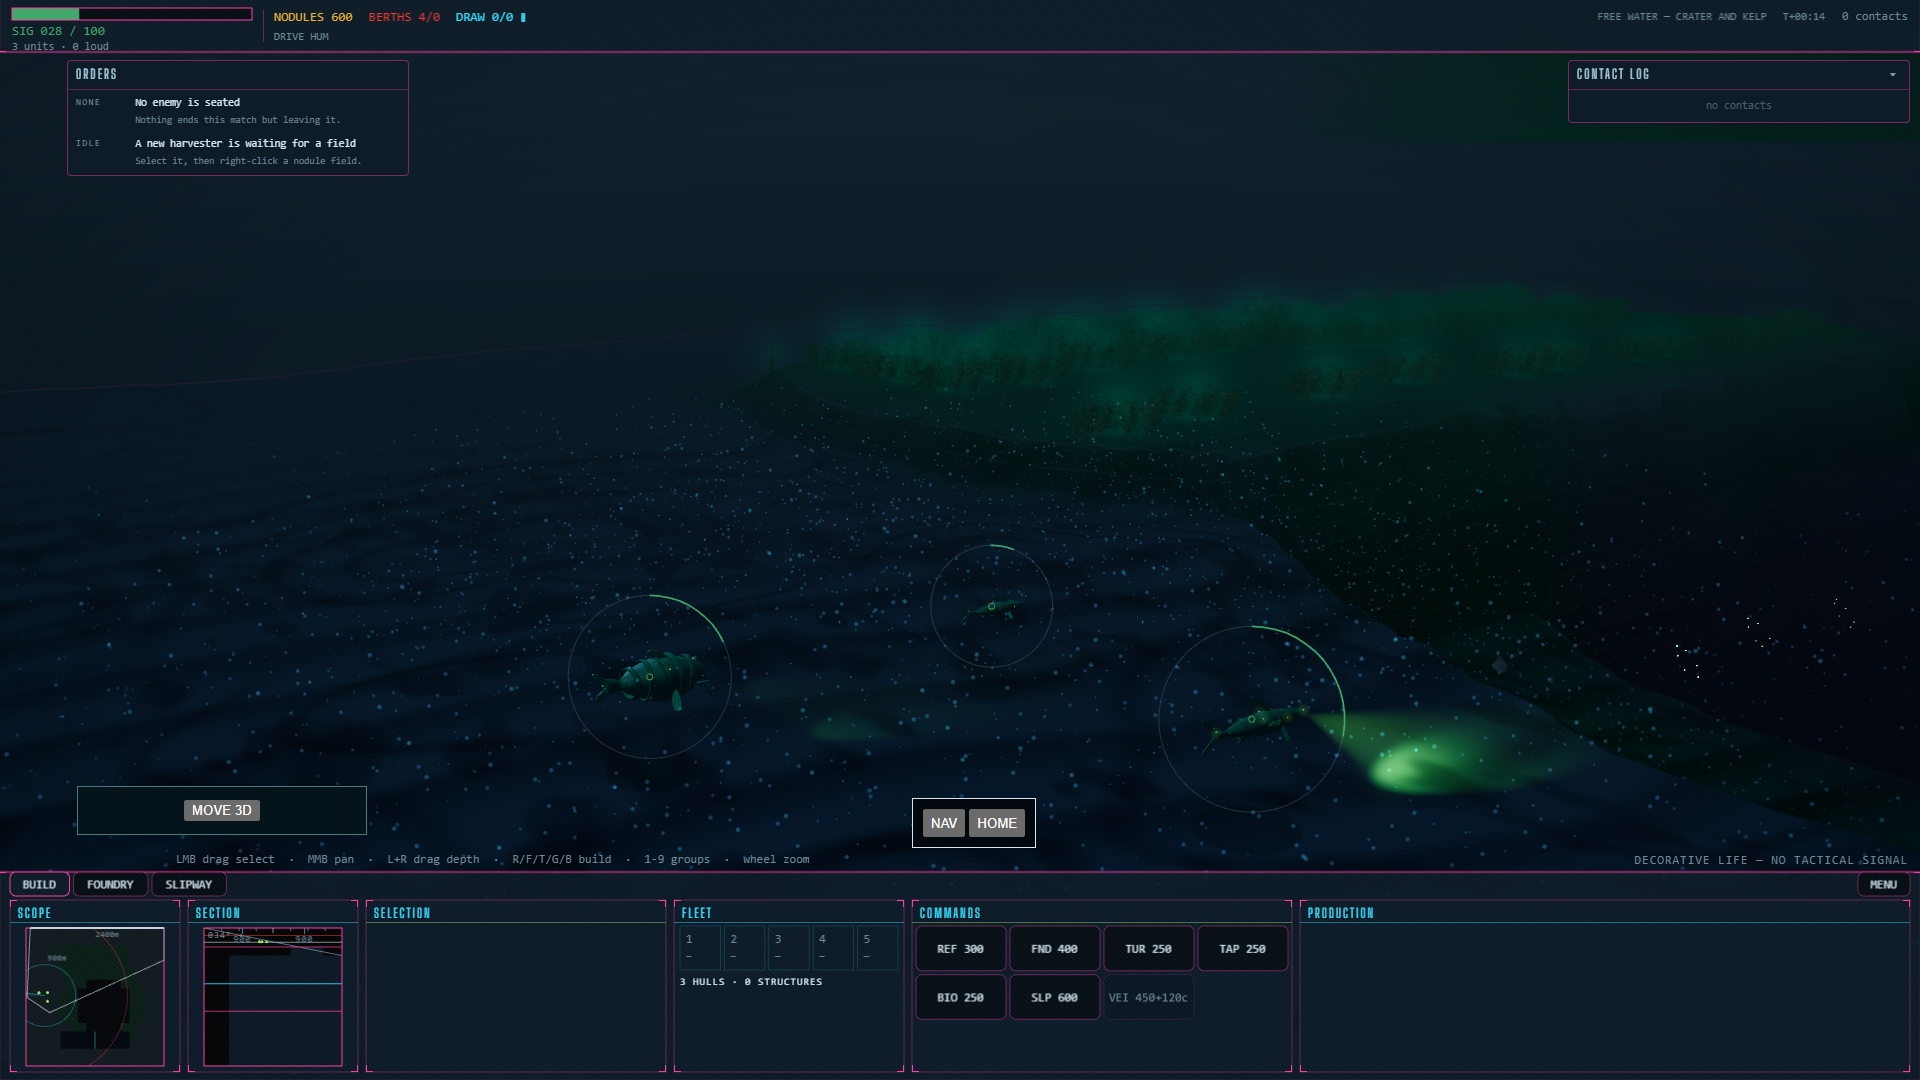 SIG 028 / 100
3 units · 0 loud
NODULES 600 BERTHS 4/0 DRAW 0/0
DRIVE HUM
FREE WATER — CRATER AND KELP T+00:14 0 contacts
ORDERS
NONE No enemy is seated
Nothing ends this match but leaving it.
IDLE A new harvester is waiting for a field
Select it, then right-click a nodule field.
CONTACT LOG
no contacts
MOVE 3D
NAV HOME
LMB drag select · MMB pan · L+R drag depth · R/F/T/G/B build · 1-9 groups · wheel zoom
DECORATIVE LIFE — NO TACTICAL SIGNAL
BUILD FOUNDRY SLIPWAY MENU
SCOPE
2400m
900m
SECTION
034°
900 900
SELECTION
FLEET
1 2 3 4 5
– – – – –
3 HULLS · 0 STRUCTURES
COMMANDS
REF 300 FND 400 TUR 250 TAP 250
BIO 250 SLP 600 VEI 450+120c
PRODUCTION